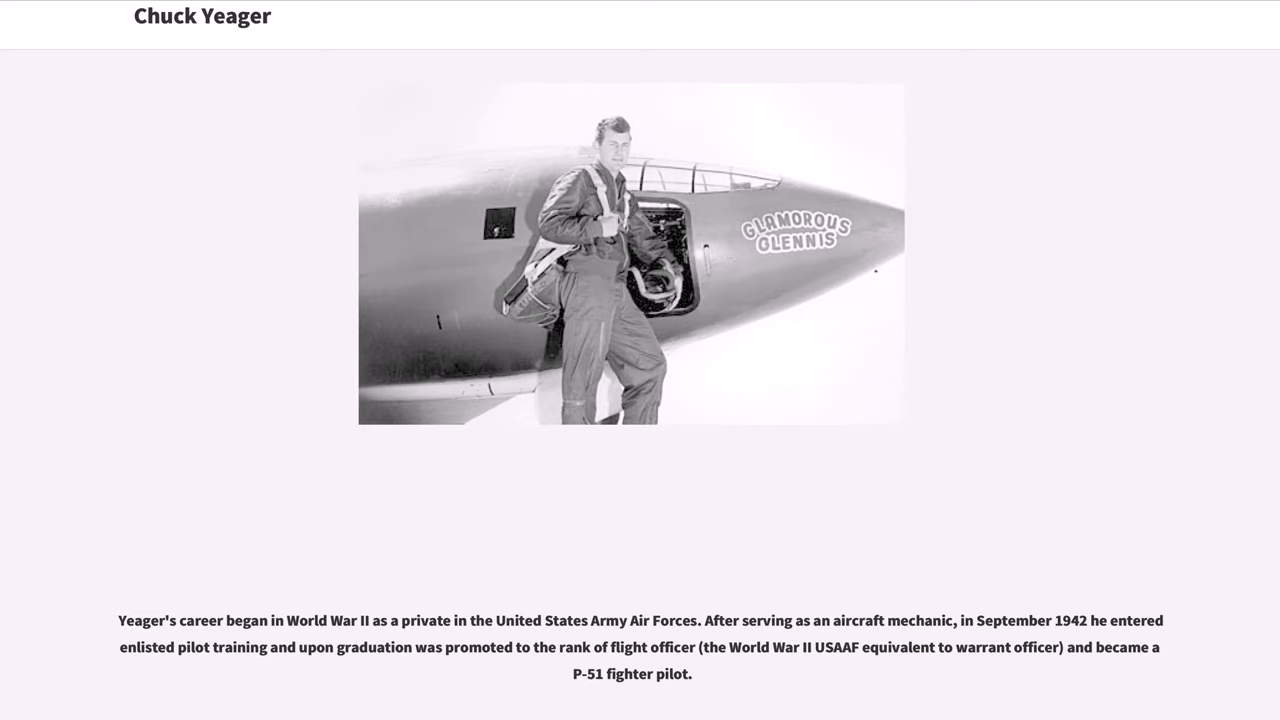 Chuck Yeager
GLAMOROUS
GLENNIS
Yeager's career began in World War II as a private in the United States Army Air Forces. After serving as an aircraft mechanic, in September 1942 he entered
enlisted pilot training and upon graduation was promoted to the rank of flight officer (the World War II USAAF equivalent to warrant officer) and became a
P-51 fighter pilot.